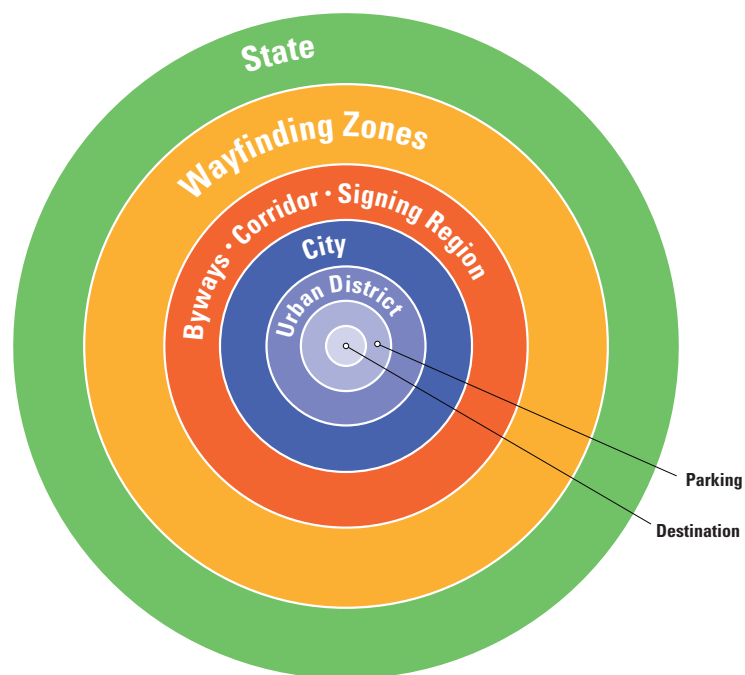 State
Wayfinding Zones
Byways · Corridor · Signing Region
City
Urban District
Parking
Destination